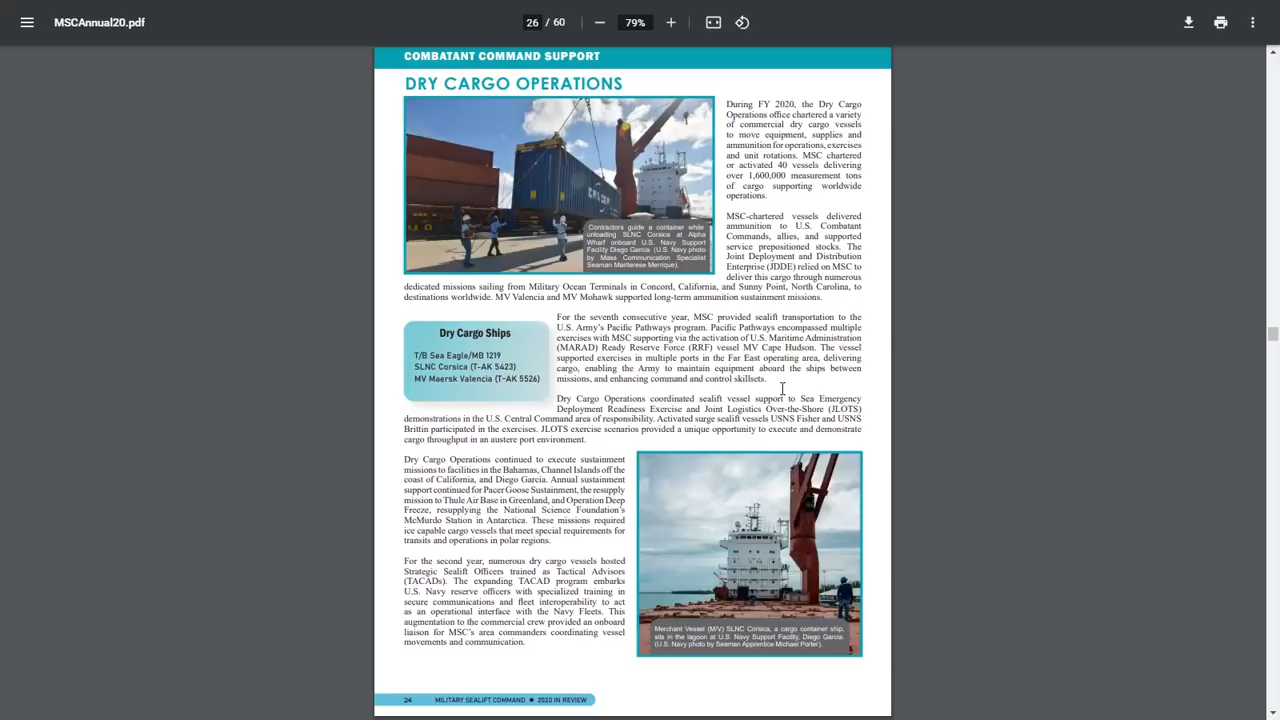 MSCAnnual20.pdf
26 / 60
79%
COMBATANT COMMAND SUPPORT
DRY CARGO OPERATIONS
Contractors guide a container while
unloading SLNC Corsica at Alpha
Wharf onboard U.S. Navy Support
Facility Diego Garcia. (U.S. Navy photo
by Mass Communication Specialist
Seaman Mariterese Merrique).
During FY 2020, the Dry Cargo
Operations office chartered a variety
of commercial dry cargo vessels
to move equipment, supplies and
ammunition for operations, exercises
and unit rotations. MSC chartered
or activated 40 vessels delivering
over 1,600,000 measurement tons
of cargo supporting worldwide
operations.
MSC-chartered vessels delivered
ammunition to U.S. Combatant
Commands, allies, and supported
service prepositioned stocks. The
Joint Deployment and Distribution
Enterprise (JDDE) relied on MSC to
deliver this cargo through numerous
dedicated missions sailing from Military Ocean Terminals in Concord, California, and Sunny Point, North Carolina, to
destinations worldwide. MV Valencia and MV Mohawk supported long-term ammunition sustainment missions.
Dry Cargo Ships
T/B Sea Eagle/MB 1219
SLNC Corsica (T-AK 5423)
MV Maersk Valencia (T-AK 5526)
For the seventh consecutive year, MSC provided sealift transportation to the
U.S. Army's Pacific Pathways program. Pacific Pathways encompassed multiple
exercises with MSC supporting via the activation of U.S. Maritime Administration
(MARAD) Ready Reserve Force (RRF) vessel MV Cape Hudson. The vessel
supported exercises in multiple ports in the Far East operating area, delivering
cargo, enabling the Army to maintain equipment aboard the ships between
missions, and enhancing command and control skillsets.
Dry Cargo Operations coordinated sealift vessel support to Sea Emergency
Deployment Readiness Exercise and Joint Logistics Over-the-Shore (JLOTS)
demonstrations in the U.S. Central Command area of responsibility. Activated surge sealift vessels USNS Fisher and USNS
Brittin participated in the exercises. JLOTS exercise scenarios provided a unique opportunity to execute and demonstrate
cargo throughput in an austere port environment.
Dry Cargo Operations continued to execute sustainment
missions to facilities in the Bahamas, Channel Islands off the
coast of California, and Diego Garcia. Annual sustainment
support continued for Pacer Goose Sustainment, the resupply
mission to Thule Air Base in Greenland, and Operation Deep
Freeze, resupplying the National Science Foundation's
McMurdo Station in Antarctica. These missions required
ice capable cargo vessels that meet special requirements for
transits and operations in polar regions.
For the second year, numerous dry cargo vessels hosted
Strategic Sealift Officers trained as Tactical Advisors
(TACADs). The expanding TACAD program embarks
U.S. Navy reserve officers with specialized training in
secure communications and fleet interoperability to act
as an operational interface with the Navy Fleets. This
augmentation to the commercial crew provided an onboard
liaison for MSC's area commanders coordinating vessel
movements and communication.
Merchant Vessel (M/V) SLNC Corsica, a cargo container ship,
sits in the lagoon at U.S. Navy Support Facility, Diego Garcia.
(U.S. Navy photo by Seaman Apprentice Michael Porter).
24 MILITARY SEALIFT COMMAND ● 2020 IN REVIEW